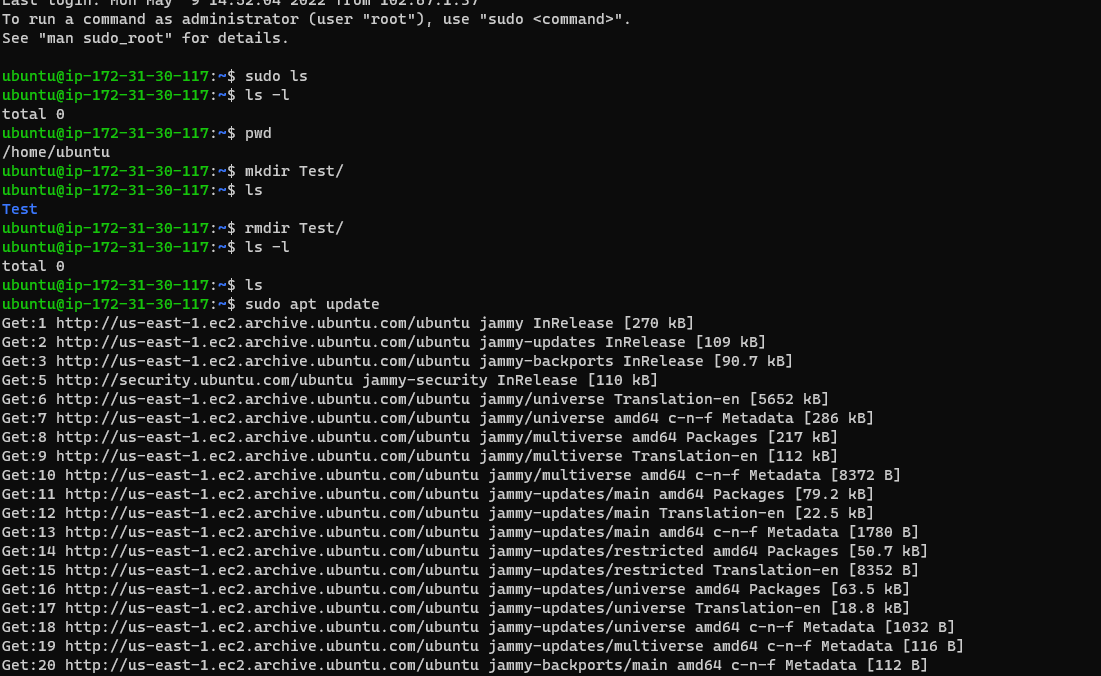 Last login: Mon May  9 14:52:04 2022 from 102.87.1.37
To run a command as administrator (user "root"), use "sudo <command>".
See "man sudo_root" for details.
ubuntu@ip-172-31-30-117:~$ sudo ls
ubuntu@ip-172-31-30-117:~$ ls -l
total 0
ubuntu@ip-172-31-30-117:~$ pwd
/home/ubuntu
ubuntu@ip-172-31-30-117:~$ mkdir Test/
ubuntu@ip-172-31-30-117:~$ ls
Test
ubuntu@ip-172-31-30-117:~$ rmdir Test/
ubuntu@ip-172-31-30-117:~$ ls -l
total 0
ubuntu@ip-172-31-30-117:~$ ls
ubuntu@ip-172-31-30-117:~$ sudo apt update
Get:1 http://us-east-1.ec2.archive.ubuntu.com/ubuntu jammy InRelease [270 kB]
Get:2 http://us-east-1.ec2.archive.ubuntu.com/ubuntu jammy-updates InRelease [109 kB]
Get:3 http://us-east-1.ec2.archive.ubuntu.com/ubuntu jammy-backports InRelease [90.7 kB]
Get:5 http://security.ubuntu.com/ubuntu jammy-security InRelease [110 kB]
Get:6 http://us-east-1.ec2.archive.ubuntu.com/ubuntu jammy/universe Translation-en [5652 kB]
Get:7 http://us-east-1.ec2.archive.ubuntu.com/ubuntu jammy/universe amd64 c-n-f Metadata [286 kB]
Get:8 http://us-east-1.ec2.archive.ubuntu.com/ubuntu jammy/multiverse amd64 Packages [217 kB]
Get:9 http://us-east-1.ec2.archive.ubuntu.com/ubuntu jammy/multiverse Translation-en [112 kB]
Get:10 http://us-east-1.ec2.archive.ubuntu.com/ubuntu jammy/multiverse amd64 c-n-f Metadata [8372 B]
Get:11 http://us-east-1.ec2.archive.ubuntu.com/ubuntu jammy-updates/main amd64 Packages [79.2 kB]
Get:12 http://us-east-1.ec2.archive.ubuntu.com/ubuntu jammy-updates/main Translation-en [22.5 kB]
Get:13 http://us-east-1.ec2.archive.ubuntu.com/ubuntu jammy-updates/main amd64 c-n-f Metadata [1780 B]
Get:14 http://us-east-1.ec2.archive.ubuntu.com/ubuntu jammy-updates/restricted amd64 Packages [50.7 kB]
Get:15 http://us-east-1.ec2.archive.ubuntu.com/ubuntu jammy-updates/restricted Translation-en [8352 B]
Get:16 http://us-east-1.ec2.archive.ubuntu.com/ubuntu jammy-updates/universe amd64 Packages [63.5 kB]
Get:17 http://us-east-1.ec2.archive.ubuntu.com/ubuntu jammy-updates/universe Translation-en [18.8 kB]
Get:18 http://us-east-1.ec2.archive.ubuntu.com/ubuntu jammy-updates/universe amd64 c-n-f Metadata [1032 B]
Get:19 http://us-east-1.ec2.archive.ubuntu.com/ubuntu jammy-updates/multiverse amd64 c-n-f Metadata [116 B]
Get:20 http://us-east-1.ec2.archive.ubuntu.com/ubuntu jammy-backports/main amd64 c-n-f Metadata [112 B]